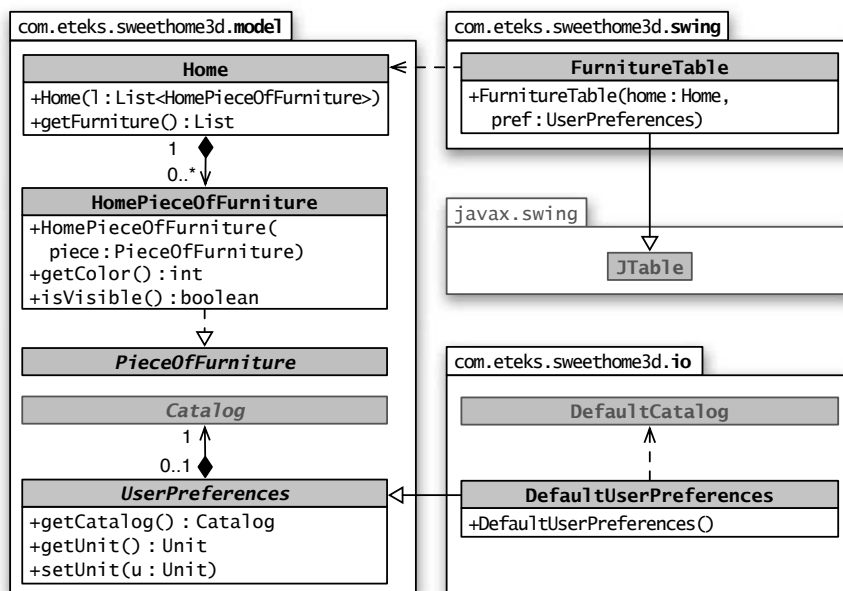 com.eteks.sweethome3d.model
Home
+Home(l:List<HomePieceOfFurniture>)
+getFurniture():List
1
0..*
HomePieceOfFurniture
+HomePieceOfFurniture(
piece:PieceOfFurniture)
+getColor():int
+isVisible():boolean
PieceOfFurniture
Catalog
1
0..1
UserPreferences
+getCatalog():Catalog
+getUnit():Unit
+setUnit(u:Unit)
com.eteks.sweethome3d.swing
FurnitureTable
+FurnitureTable(home:Home,
pref:UserPreferences)
javax.swing
JTable
com.eteks.sweethome3d.io
DefaultCatalog
DefaultUserPreferences
+DefaultUserPreferences()